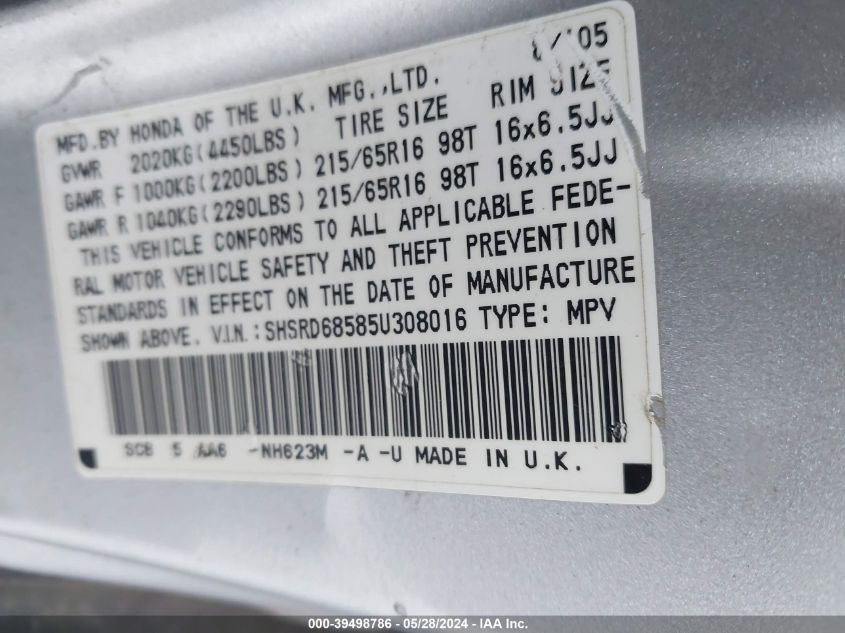 8/05
MFD.BY HONDA OF THE U.K. MFG.,LTD.
GVWR 2020KG(4450LBS) TIRE SIZE RIM SIZE
GAWR F 1000KG(2200LBS) 215/65R16 98T 16x6.5JJ
GAWR R 1040KG(2290LBS) 215/65R16 98T 16x6.5JJ
THIS VEHICLE CONFORMS TO ALL APPLICABLE FEDE-
RAL MOTOR VEHICLE SAFETY AND THEFT PREVENTION
STANDARDS IN EFFECT ON THE DATE OF MANUFACTURE
SHOWN ABOVE. V.I.N.:SHSRD68585U308016 TYPE: MPV
SCB 5 AA6 -NH623M -A -U MADE IN U.K.
000-39498786 - 05/28/2024 - IAA Inc.